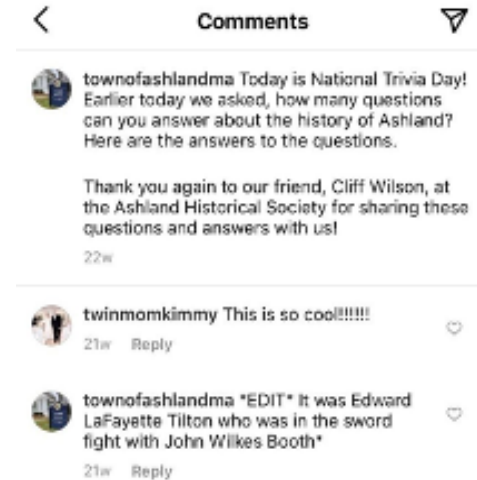 Comments
townofashlandma Today is National Trivia Day!
Earlier today we asked, how many questions
can you answer about the history of Ashland?
Here are the answers to the questions.
Thank you again to our friend, Cliff Wilson, at
the Ashland Historical Society for sharing these
questions and answers with us!
22w
twinmomkimmy This is so cool!!!!!!
21w Reply
townofashlandma *EDIT* It was Edward
LaFayette Tilton who was in the sword
fight with John Wilkes Booth*
21w Reply